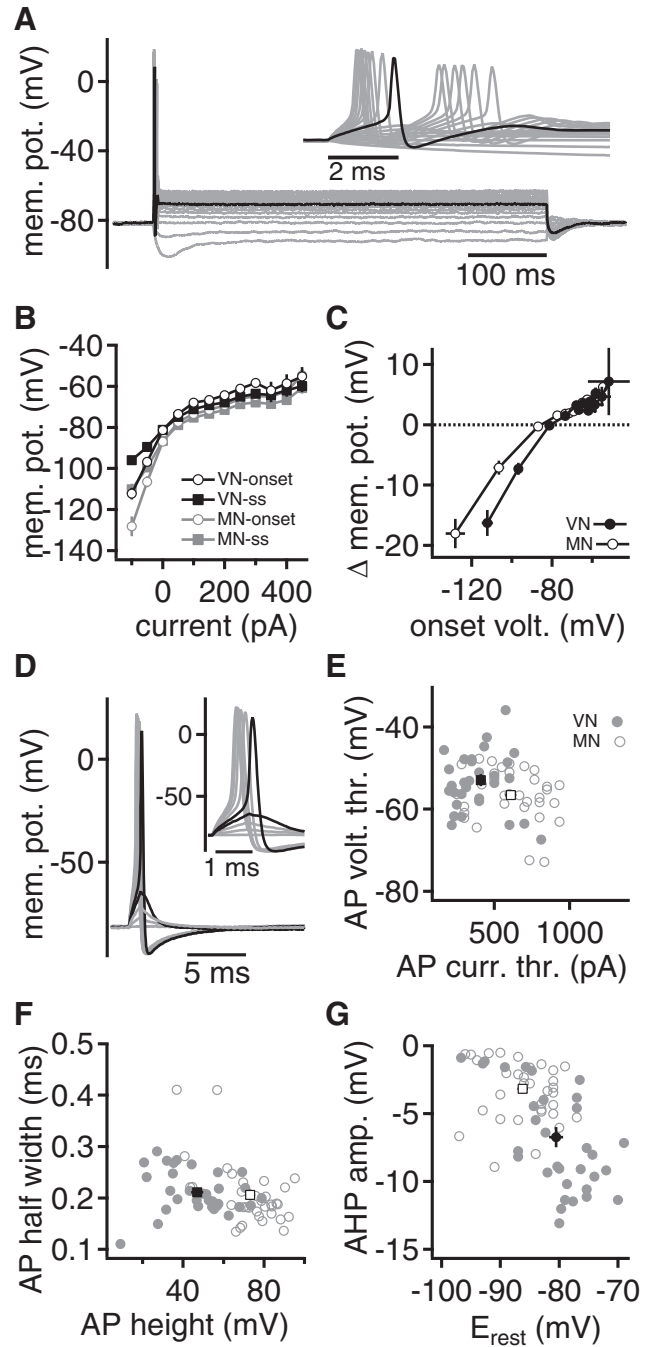 A
mem. pot. (mV)
0
-40
-80
2 ms
100 ms
B
mem. pot. (mV)
-40
-60
-80
-100
-120
-140
VN-onset
VN-ss
MN-onset
MN-ss
0
200
400
current (pA)
C
Δ mem. pot. (mV)
10
0
-10
-20
VN
MN
-120
-80
onset volt. (mV)
D
mem. pot. (mV)
0
-50
0
-50
1 ms
5 ms
E
AP volt. thr. (mV)
-40
-60
-80
VN
MN
500
1000
AP curr. thr. (pA)
F
AP half width (ms)
0.5
0.4
0.3
0.2
0.1
40
80
AP height (mV)
G
AHP amp. (mV)
0
-5
-10
-15
-100
-90
-80
-70
Erest (mV)